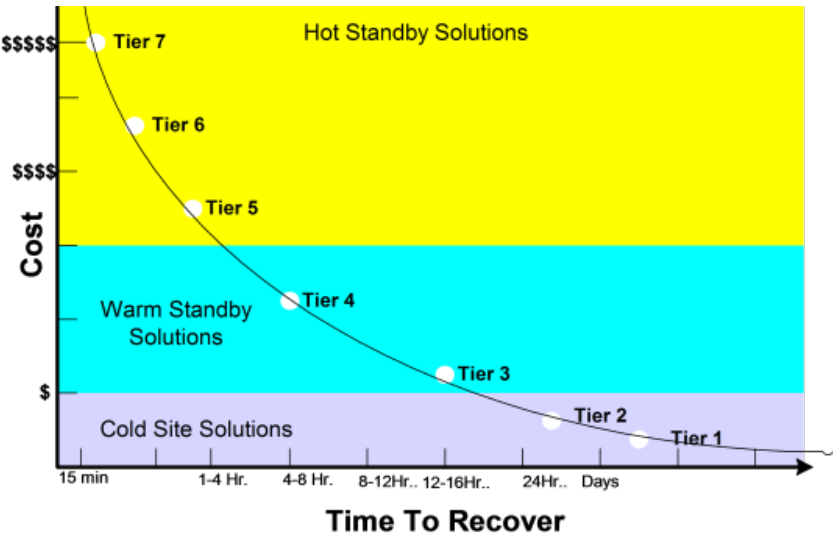 Hot Standby Solutions
$$$$$
Tier 7
Tier 6
$$$$
Tier 5
Cost
Tier 4
Warm Standby
Solutions
Tier 3
$
Tier 2
Cold Site Solutions
Tier 1
15 min 1-4 Hr. 4-8 Hr. 8-12Hr.. 12-16Hr.. 24Hr.. Days
Time To Recover